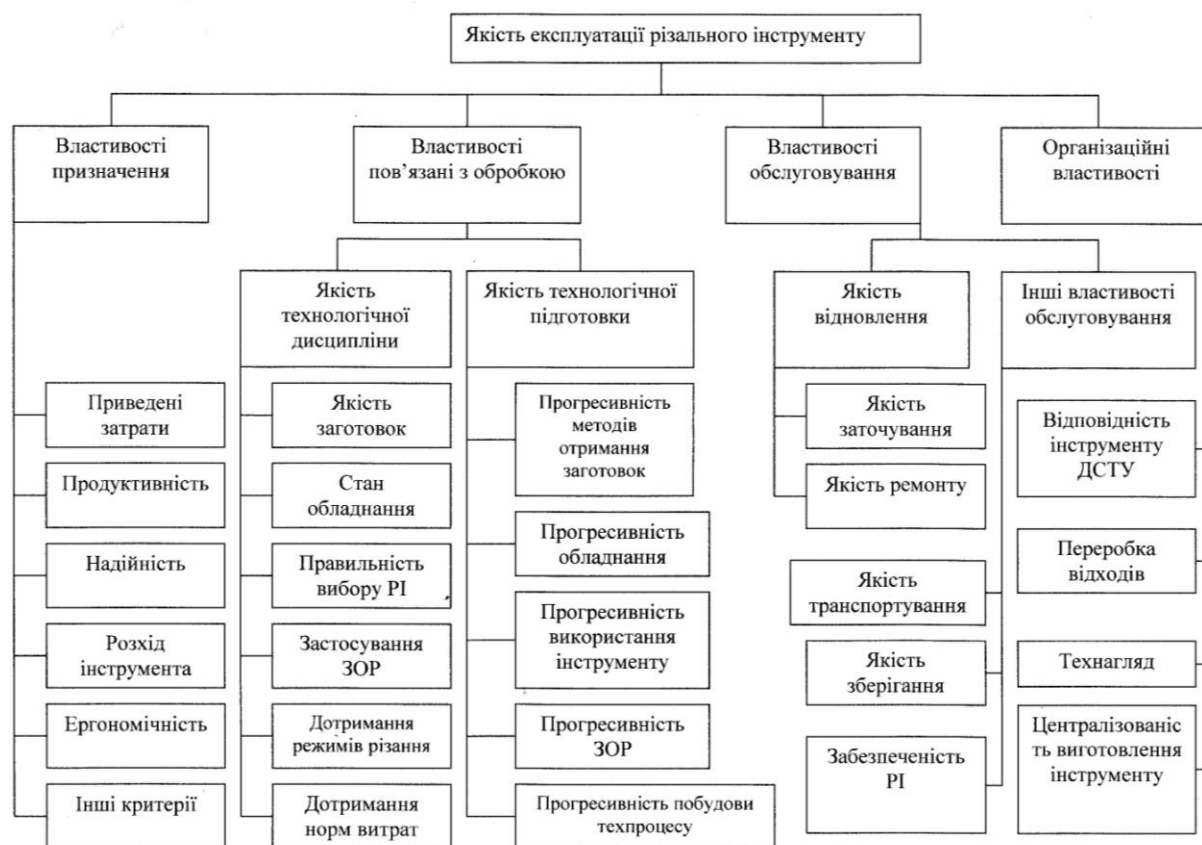 Якість експлуатації різального інструменту
Властивості
призначення
Властивості
пов’язані з обробкою
Властивості
обслуговування
Організаційні
властивості
Якість
технологічної
дисципліни
Якість технологічної
підготовки
Якість
відновлення
Інші властивості
обслуговування
Приведені
затрати
Продуктивність
Надійність
Розхід
інструмента
Ергономічність
Інші критерії
Якість
заготовок
Стан
обладнання
Правильність
вибору РІ
Застосування
ЗОР
Дотримання
режимів різання
Дотримання
норм витрат
Прогресивність
методів
отримання
заготовок
Прогресивність
обладнання
Прогресивність
використання
інструменту
Прогресивність
ЗОР
Прогресивність побудови
техпроцесу
Якість
заточування
Якість ремонту
Якість
транспортування
Якість
зберігання
Забезпеченість
РІ
Відповідність
інструменту
ДСТУ
Переробка
відходів
Технагляд
Централізованіс
ть виготовлення
інструменту